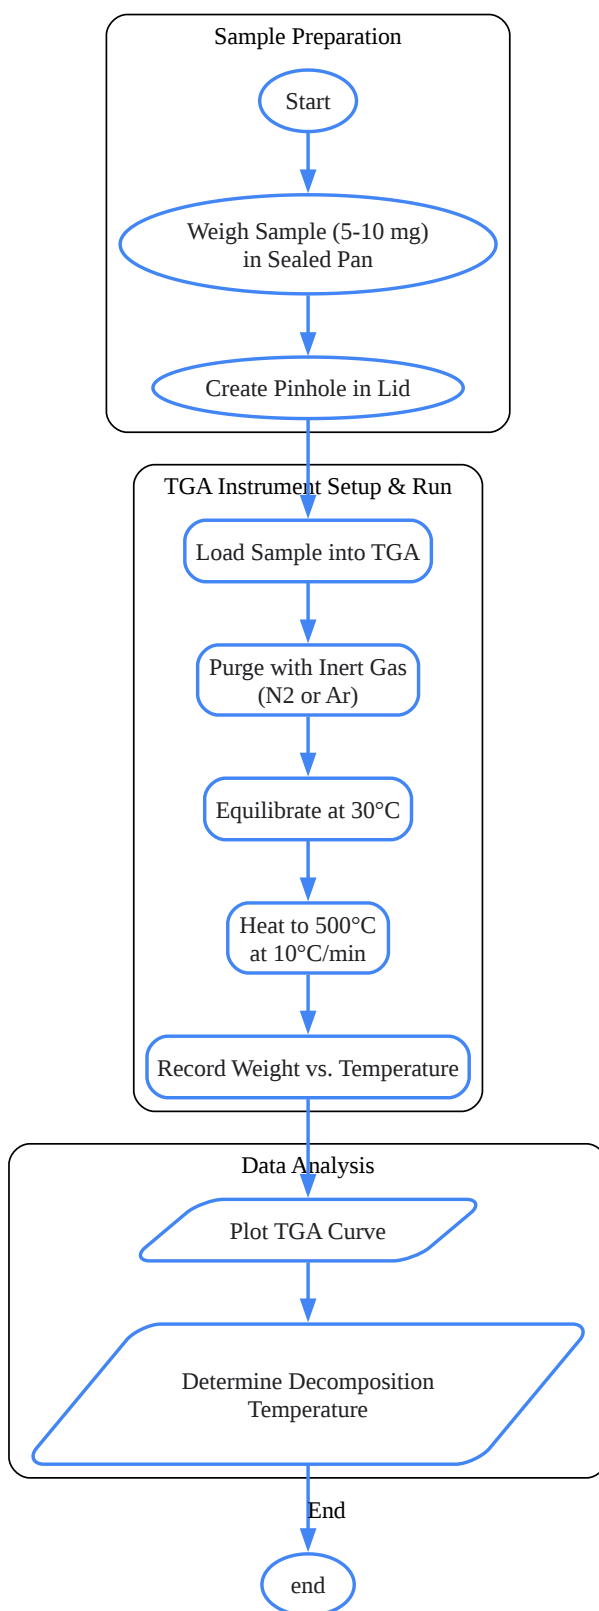 Sample Preparation
Start
Weigh Sample (5-10 mg)
in Sealed Pan
Create Pinhole in Lid
TGA Instrument Setup & Run
Load Sample into TGA
Purge with Inert Gas
(N2 or Ar)
Equilibrate at 30°C
Heat to 500°C
at 10°C/min
Record Weight vs. Temperature
Data Analysis
Plot TGA Curve
Determine Decomposition
Temperature
End
end